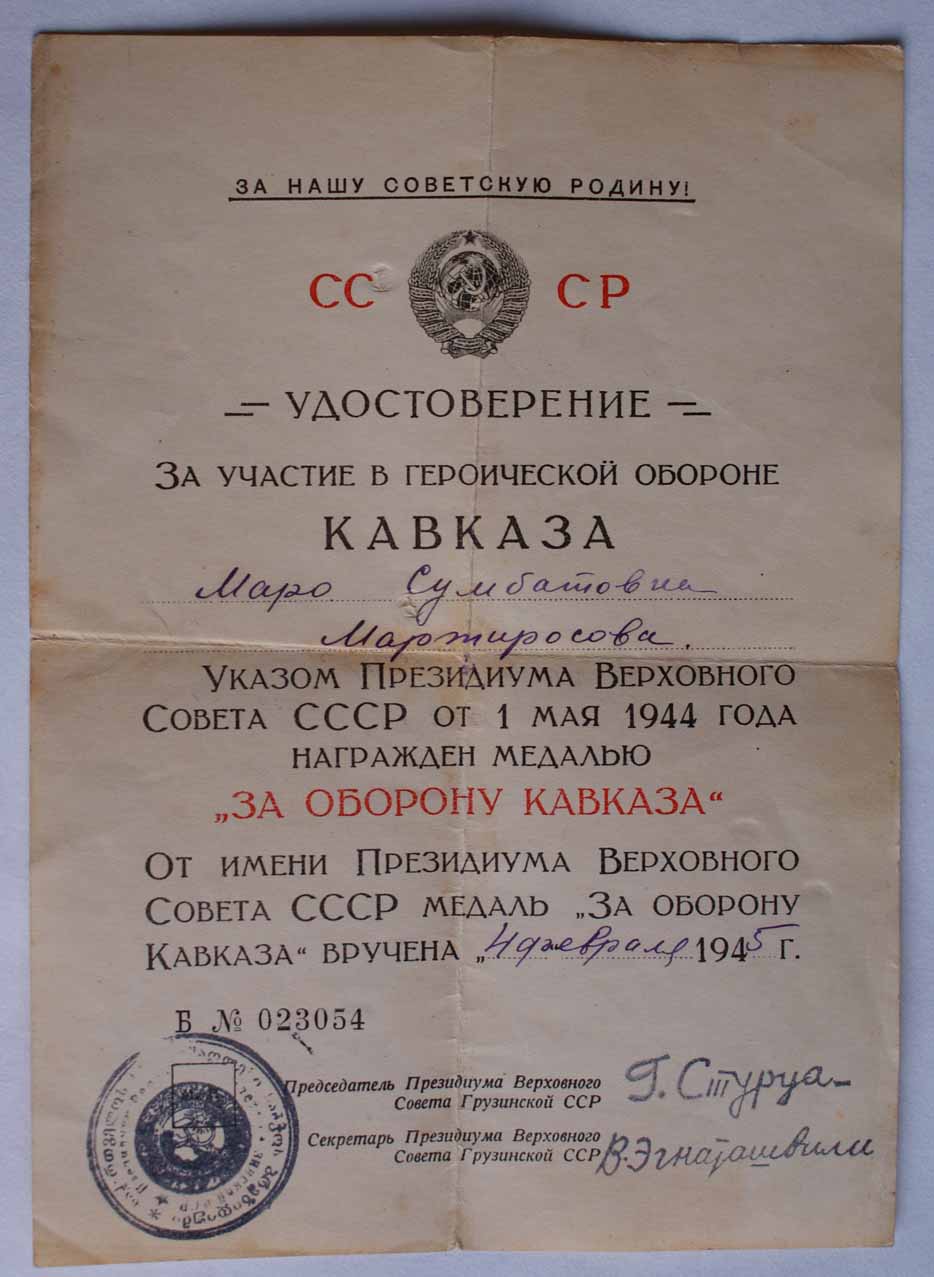 ЗА НАШУ СОВЕТСКУЮ РОДИНУ!
СС СР
УДОСТОВЕРЕНИЕ
ЗА УЧАСТИЕ В ГЕРОИЧЕСКОЙ ОБОРОНЕ
КАВКАЗА
Маро Сумбатовна
Мартиросова.
УКАЗОМ ПРЕЗИДИУМА ВЕРХОВНОГО
СОВЕТА СССР ОТ 1 МАЯ 1944 ГОДА
НАГРАЖДЕН МЕДАЛЬЮ
„ЗА ОБОРОНУ КАВКАЗА“
ОТ ИМЕНИ ПРЕЗИДИУМА ВЕРХОВНОГО
СОВЕТА СССР МЕДАЛЬ „ЗА ОБОРОНУ
КАВКАЗА“ ВРУЧЕНА „4 февраля 1945 Г.
Б № 023054
Председатель Президиума Верховного
Совета Грузинской ССР
Г. Стуруа
Секретарь Президиума Верховного
Совета Грузинской ССР
В. Эгнаташвили